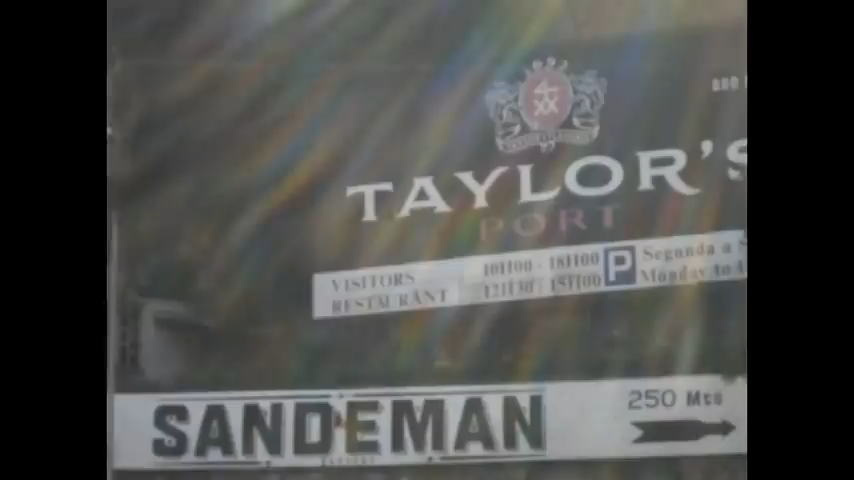 TAYLOR'S
PORT
VISITORS 10H00 - 18H00 P Segunda a S
RESTAURANT 12H30 / 15H00 Monday to
SANDEMAN 250 Mts